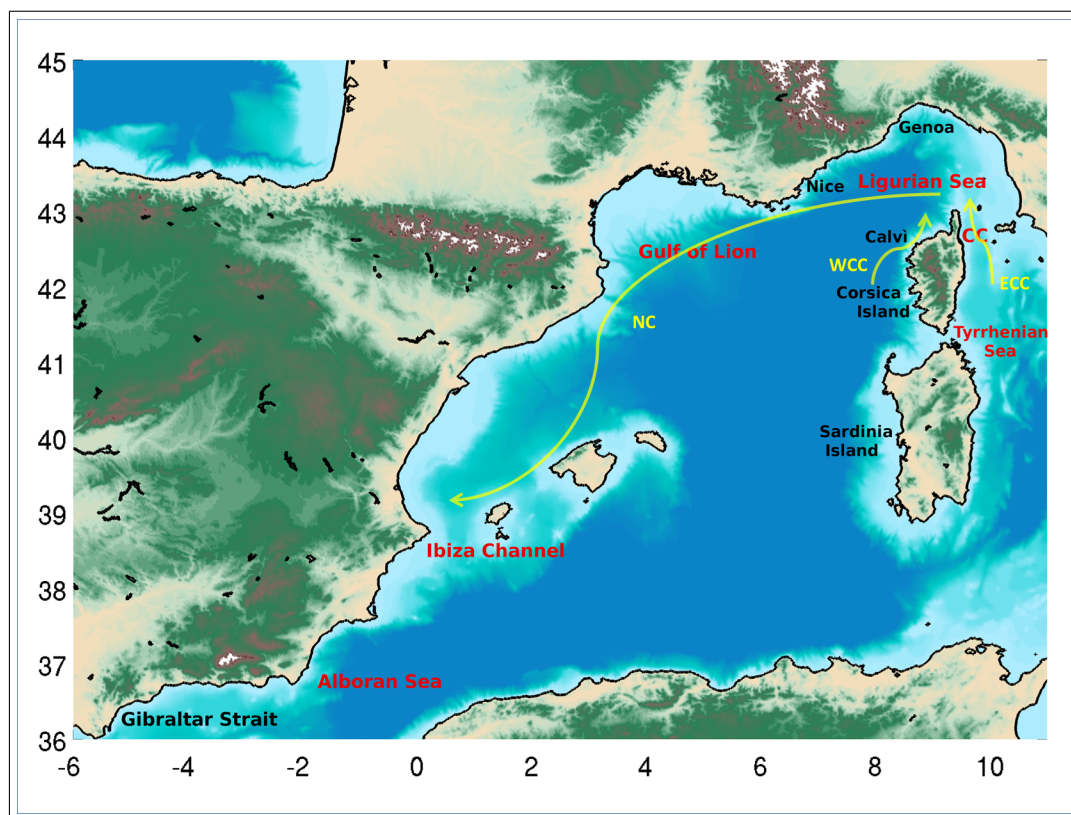 45
44
43
42
41
40
39
38
37
36
-6
-4
-2
0
2
4
6
8
10
Genoa
Nice
Ligurian Sea
Calvì
CC
Gulf of Lion
WCC
ECC
Corsica
Island
NC
Tyrrhenian
Sea
Sardinia
Island
Ibiza Channel
Alboran Sea
Gibraltar Strait